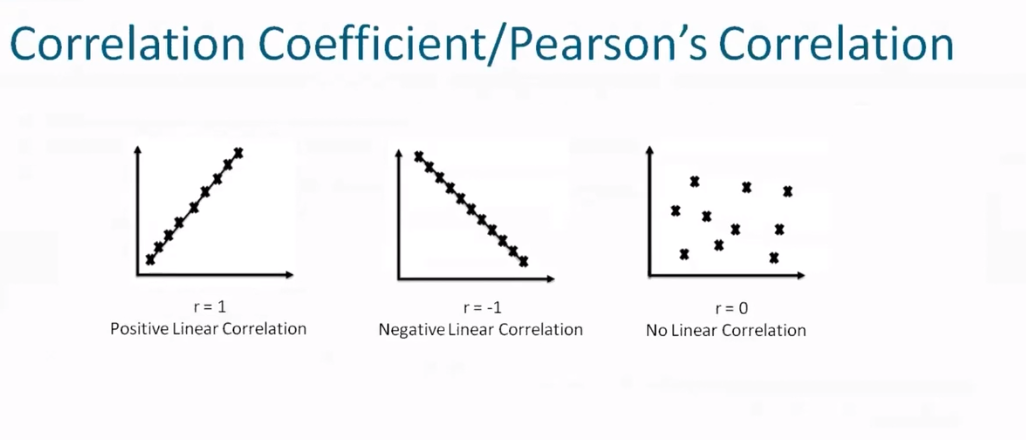 Correlation Coefficient/Pearson's Correlation
r = 1
Positive Linear Correlation
r = -1
Negative Linear Correlation
r = 0
No Linear Correlation